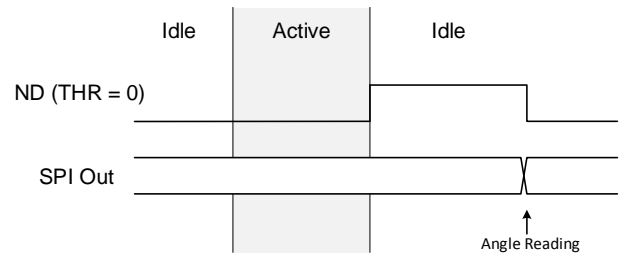 Idle Active Idle
ND (THR = 0)
SPI Out
Angle Reading